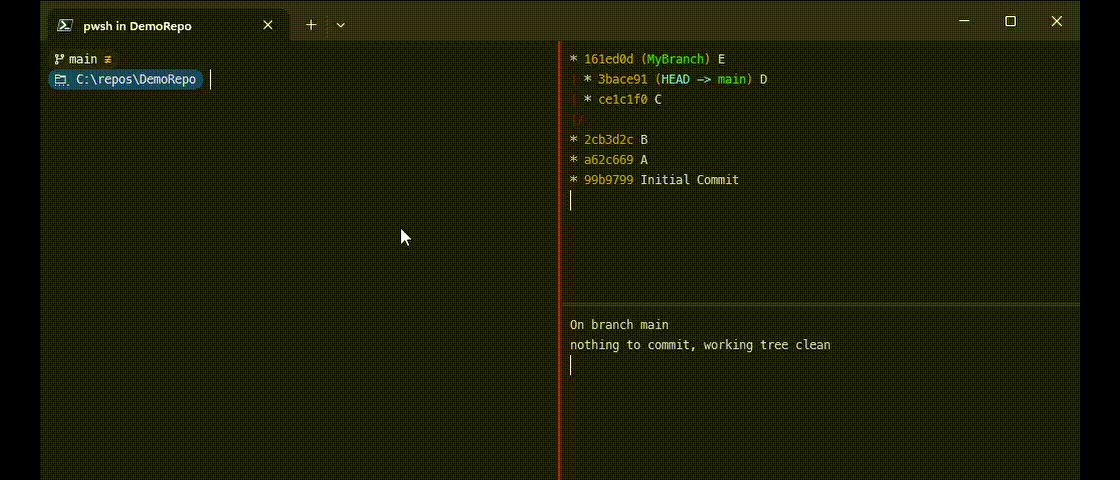 pwsh in DemoRepo
main ≢
C:\repos\DemoRepo
* 161ed0d (MyBranch) E
| * 3bace91 (HEAD -> main) D
| * ce1c1f0 C
|/
* 2cb3d2c B
* a62c669 A
* 99b9799 Initial Commit
On branch main
nothing to commit, working tree clean